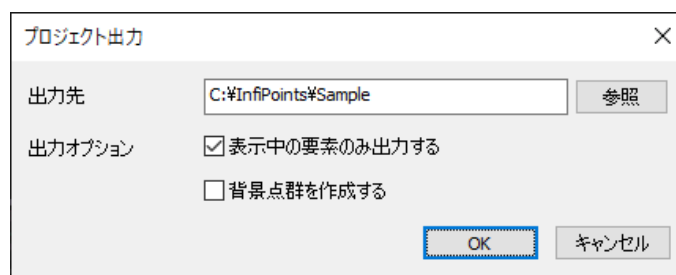 プロジェクト出力
出力先 C:¥InfiPoints¥Sample 参照
出力オプション 表示中の要素のみ出力する
背景点群を作成する
OK キャンセル